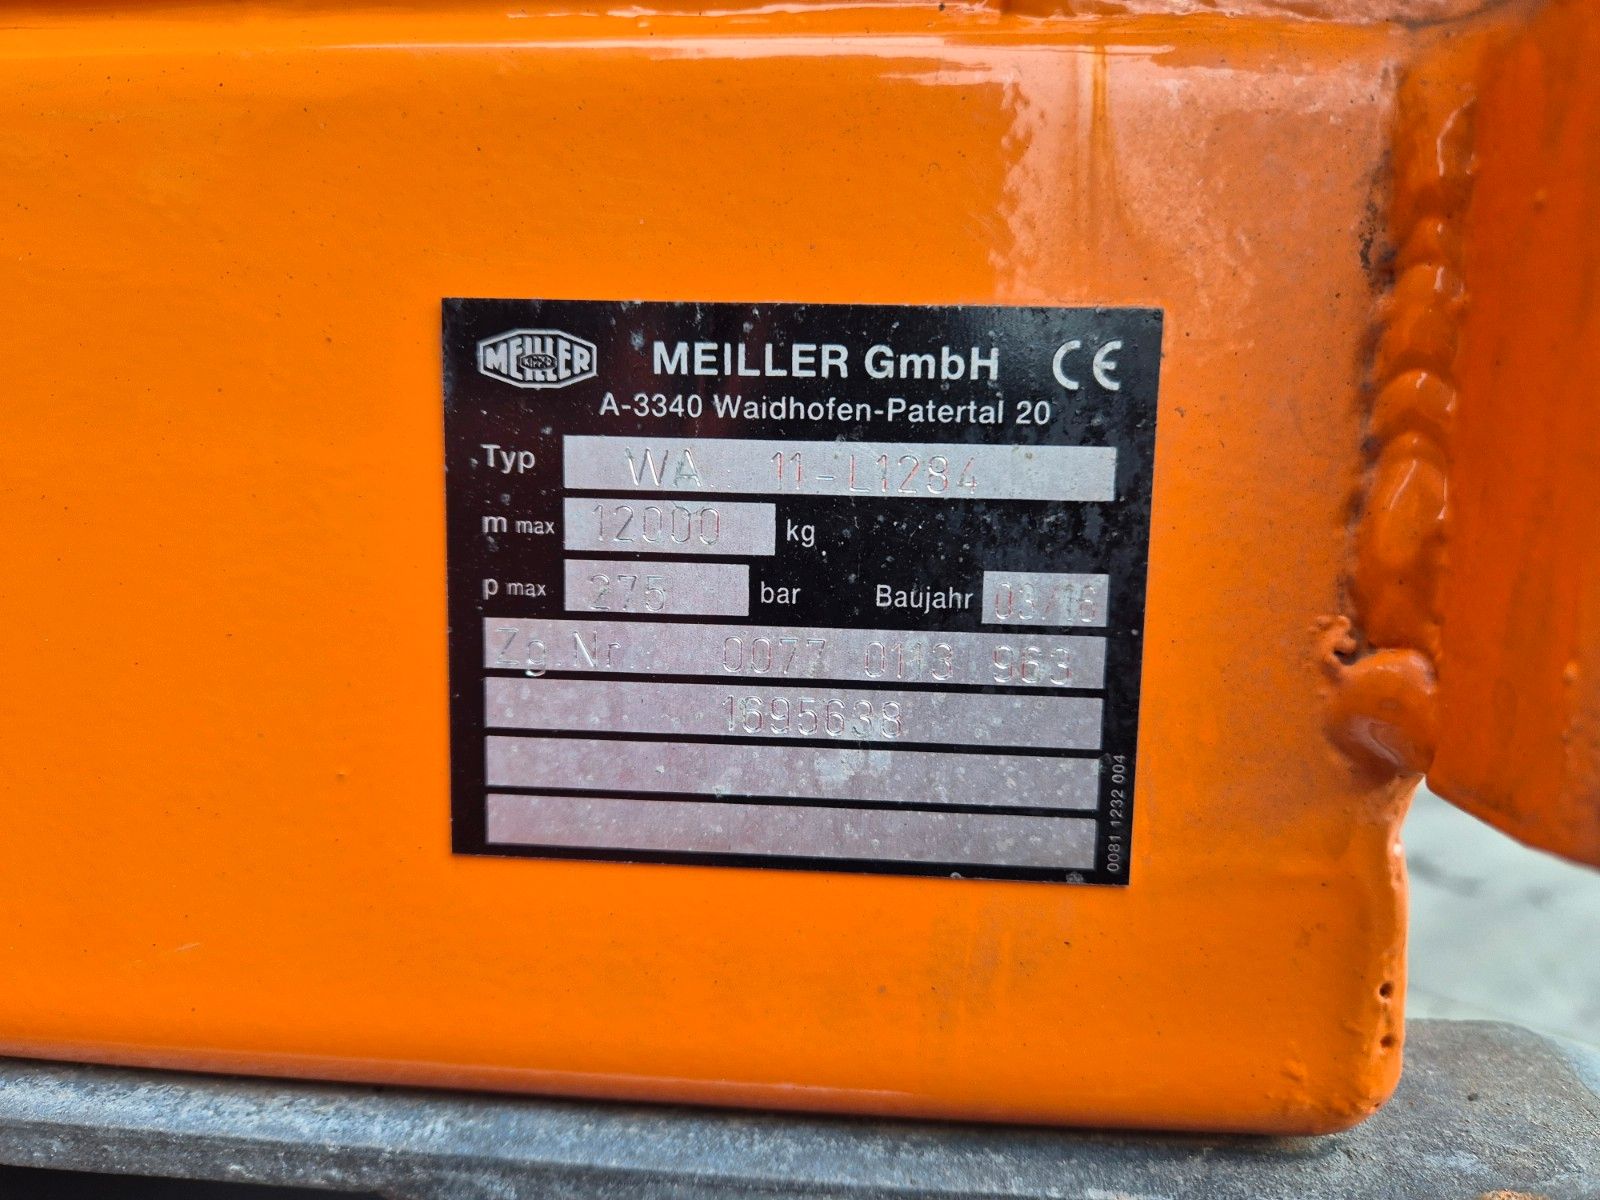 MEILLER KIPPER MEILLER GmbH CE
A-3340 Waidhofen-Patertal 20
Typ WA 11-L1284
m max 12000 kg
p max 275 bar Baujahr 03/16
Zg Nr.: 0077 0113 963
1695638
0081 1232 004